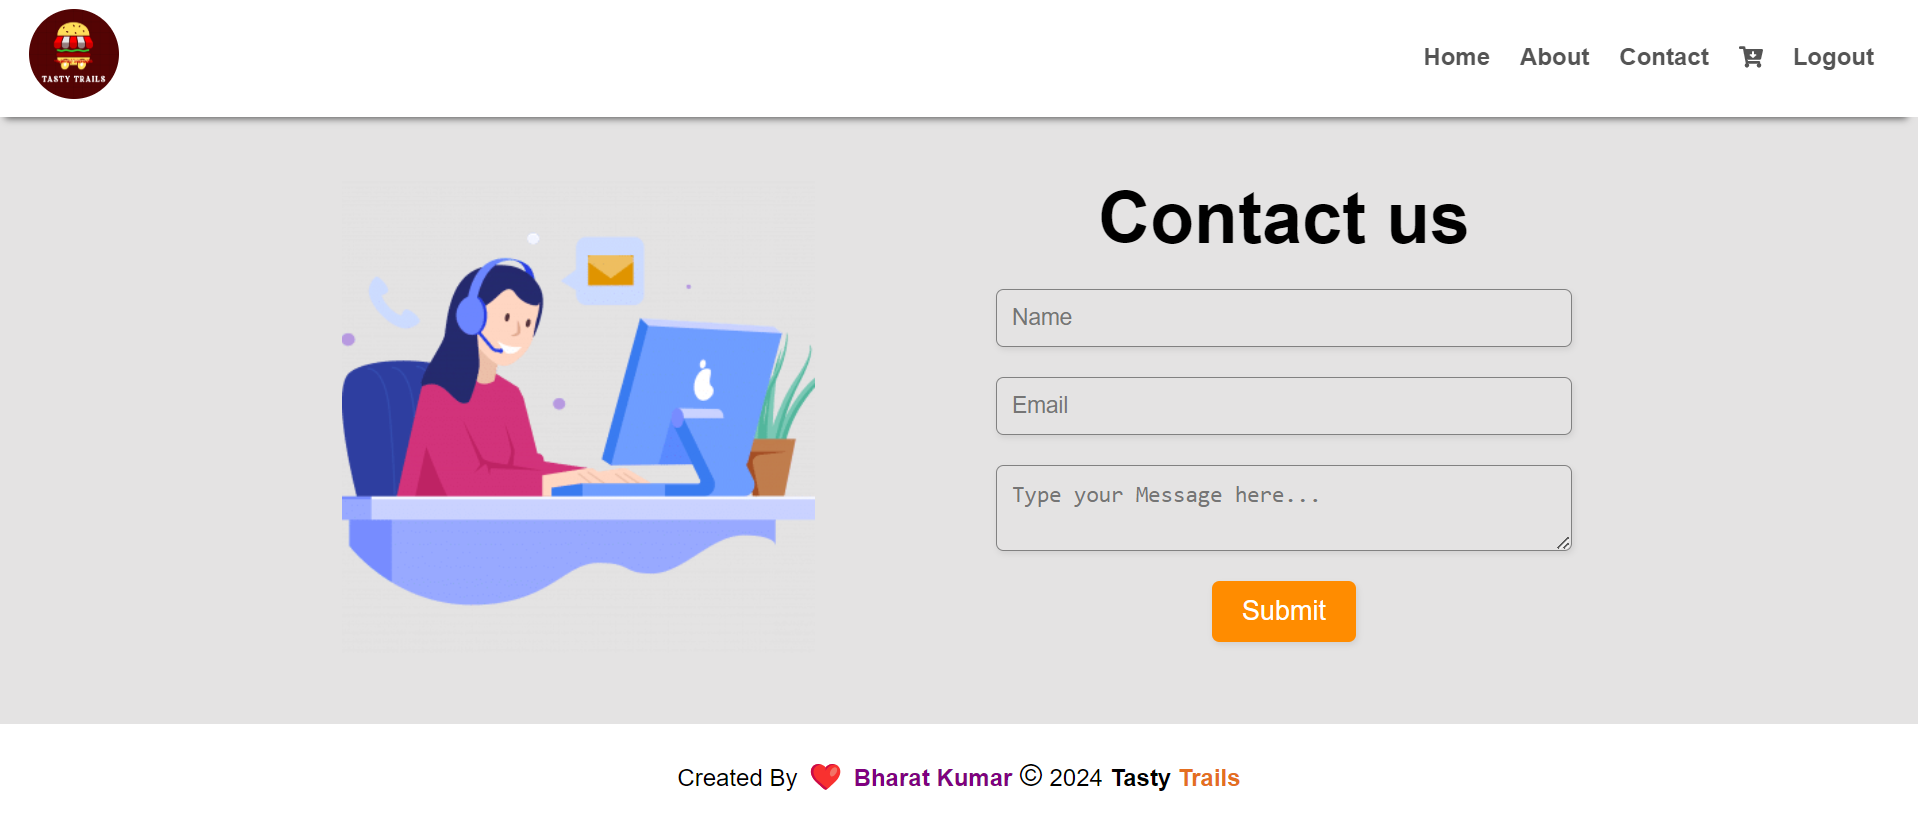 TASTY TRAILS
Home About Contact Logout
Contact us
Name
Email
Type your Message here...
Submit
Created By ❤️ Bharat Kumar © 2024 Tasty Trails